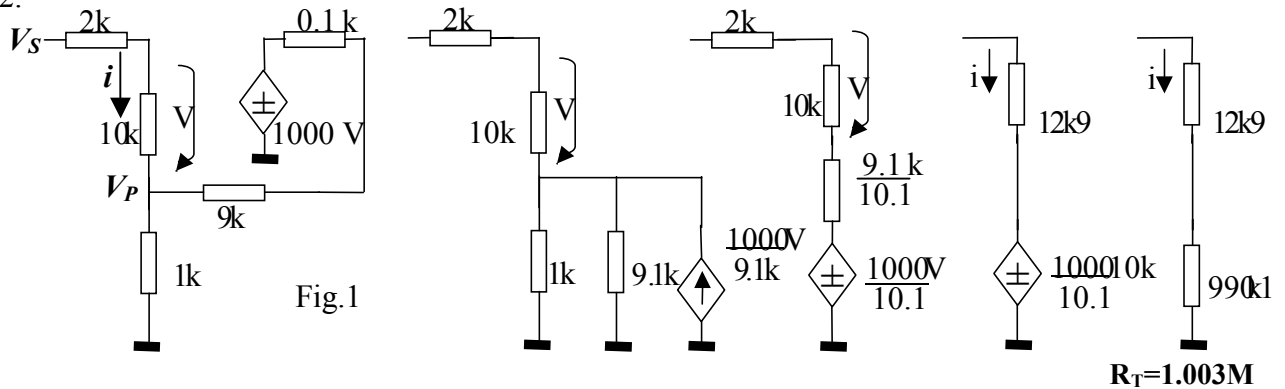 2.
2k
0.1k
2k
2k
V_S
i
V
10k
1000 V
V_P
9k
1k
Fig.1
V
10k
1k
9.1k
1000V
9.1k
V
10k
9.1k
10.1
1000V
10.1
i
12k9
1000 10k
10.1
i
12k9
990k1
R_T=1.003M